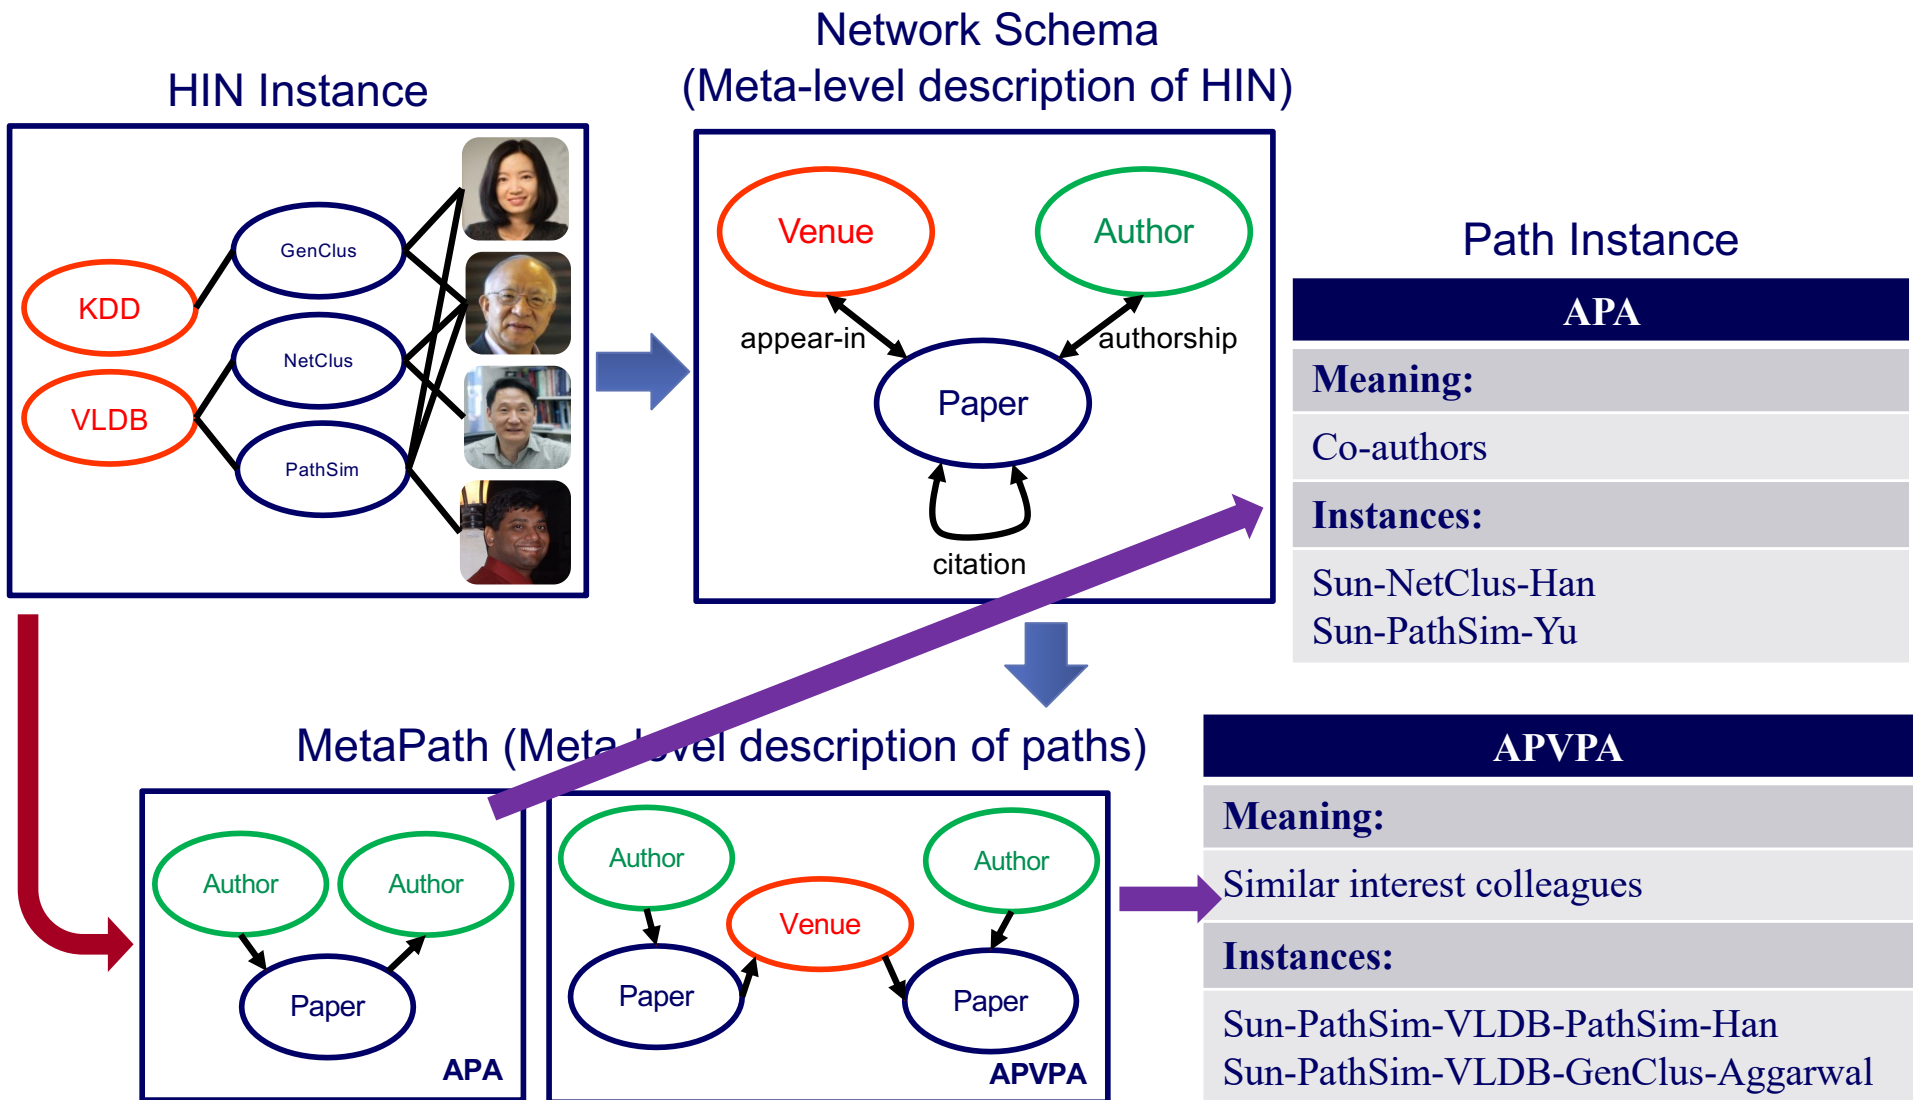 Network Schema
(Meta-level description of HIN)
HIN Instance
KDD
VLDB
GenClus
NetClus
PathSim
Venue
Author
appear-in
authorship
Paper
citation
Path Instance
APA
Meaning:
Co-authors
Instances:
Sun-NetClus-Han
Sun-PathSim-Yu
MetaPath (Meta level description of paths)
Author
Author
Paper
APA
Author
Author
Venue
Paper
Paper
APVPA
APVPA
Meaning:
Similar interest colleagues
Instances:
Sun-PathSim-VLDB-PathSim-Han
Sun-PathSim-VLDB-GenClus-Aggarwal